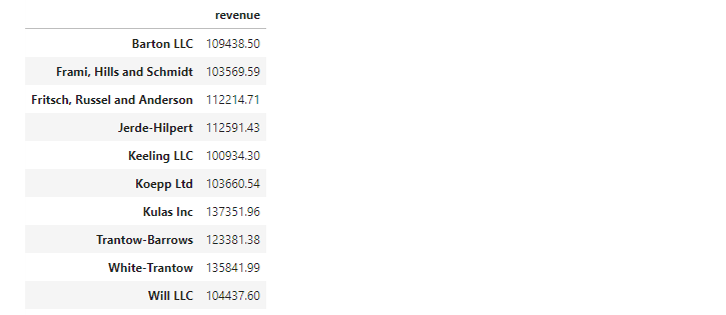 revenue
Barton LLC 109438.50
Frami, Hills and Schmidt 103569.59
Fritsch, Russel and Anderson 112214.71
Jerde-Hilpert 112591.43
Keeling LLC 100934.30
Koepp Ltd 103660.54
Kulas Inc 137351.96
Trantow-Barrows 123381.38
White-Trantow 135841.99
Will LLC 104437.60